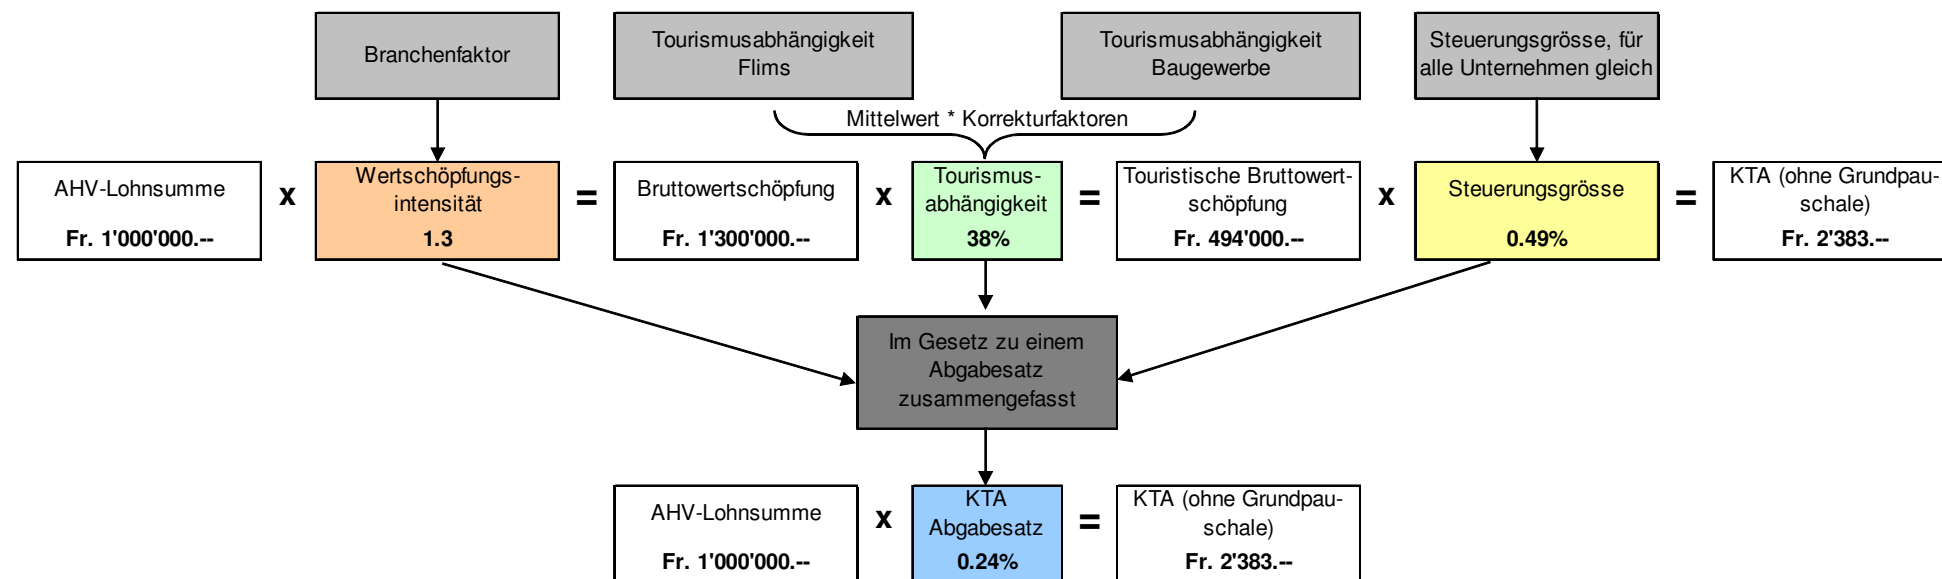 Branchenfaktor
Tourismusabhängigkeit
Flims
Tourismusabhängigkeit
Baugewerbe
Steuerungsgrösse, für
alle Unternehmen gleich
Mittelwert * Korrekturfaktoren
AHV-Lohnsumme
Fr. 1'000'000.--
x
Wertschöpfungs-
intensität
1.3
=
Bruttowertschöpfung
Fr. 1'300'000.--
x
Tourismus-
abhängigkeit
38%
=
Touristische Bruttowert-
schöpfung
Fr. 494'000.--
x
Steuerungsgrösse
0.49%
=
KTA (ohne Grundpau-
schale)
Fr. 2'383.--
Im Gesetz zu einem
Abgabesatz
zusammengefasst
AHV-Lohnsumme
Fr. 1'000'000.--
x
KTA
Abgabesatz
0.24%
=
KTA (ohne Grundpau-
schale)
Fr. 2'383.--